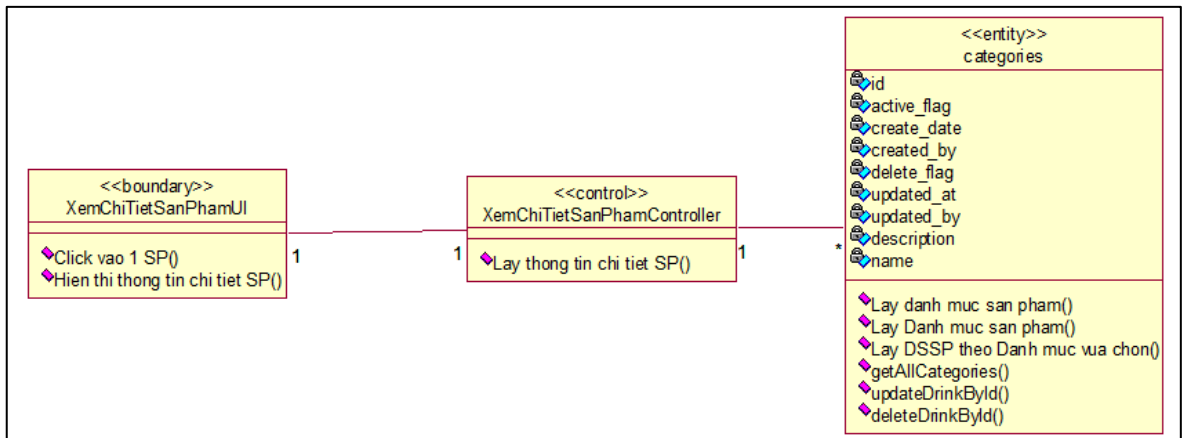 <<boundary>>
XemChiTietSanPhamUI
Click vao 1 SP()
Hien thi thong tin chi tiet SP()
1
1
<<control>>
XemChiTietSanPhamController
Lay thong tin chi tiet SP()
1
*
<<entity>>
categories
id
active_flag
create_date
created_by
delete_flag
updated_at
updated_by
description
name
Lay danh muc san pham()
Lay Danh muc san pham()
Lay DSSP theo Danh muc vua chon()
getAllCategories()
updateDrinkById()
deleteDrinkById()